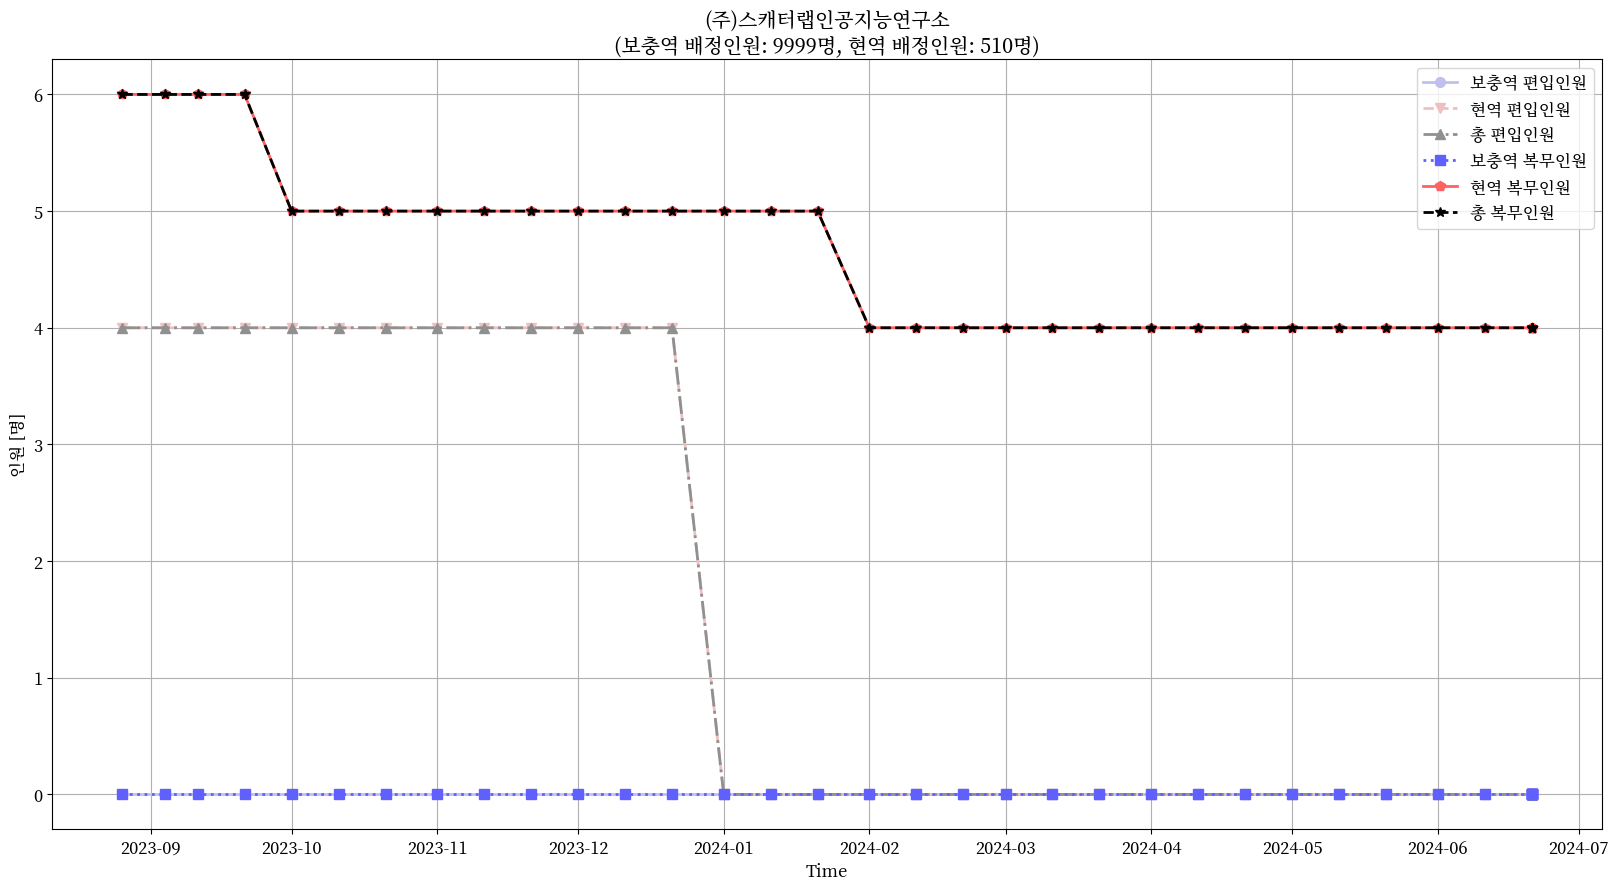 (주)스캐터랩인공지능연구소
(보충역 배정인원: 9999명, 현역 배정인원: 510명)
보충역 편입인원
현역 편입인원
총 편입인원
보충역 복무인원
현역 복무인원
총 복무인원
인원 [명]
6
5
4
3
2
1
0
2023-09
2023-10
2023-11
2023-12
2024-01
2024-02
2024-03
2024-04
2024-05
2024-06
2024-07
Time